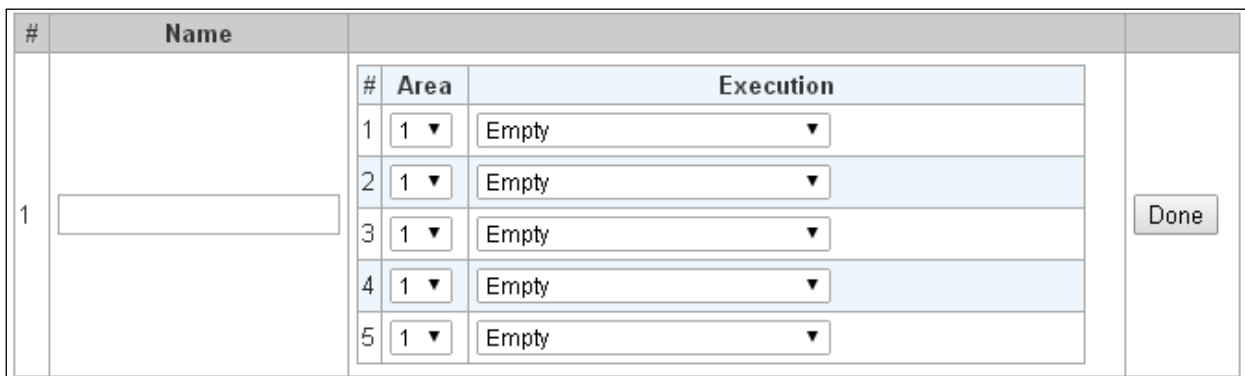 # Name
# Area Execution
1 1 Empty
2 1 Empty
1 3 1 Empty Done
4 1 Empty
5 1 Empty